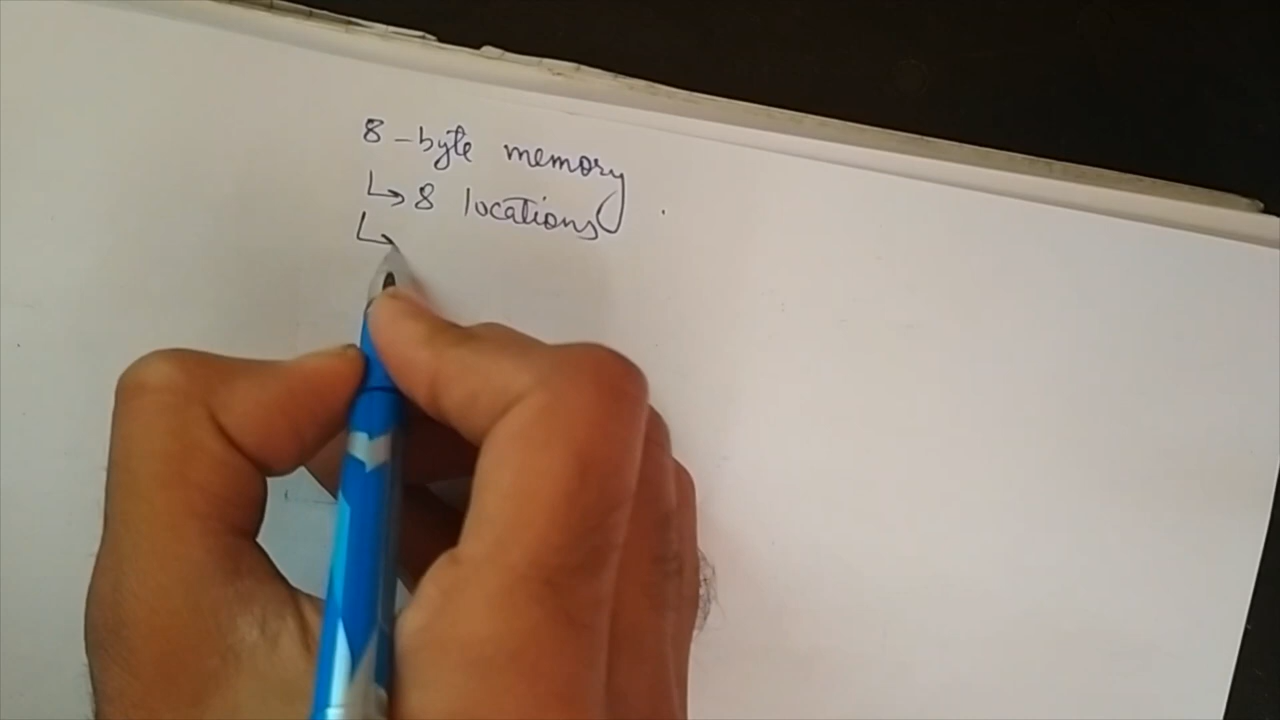 8-byte memory
↳ 8 locations
↳